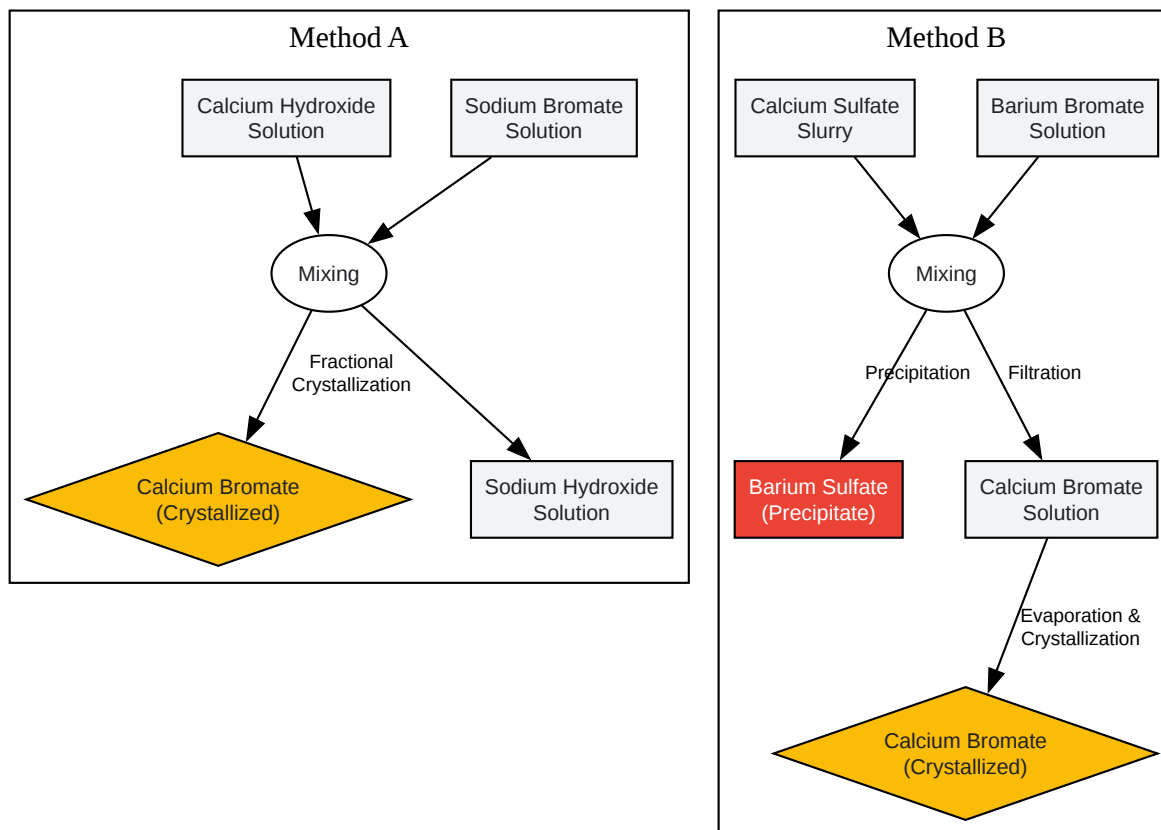 Method A
Calcium Hydroxide
Solution
Sodium Bromate
Solution
Mixing
Fractional
Crystallization
Calcium Bromate
(Crystallized)
Sodium Hydroxide
Solution
Method B
Calcium Sulfate
Slurry
Barium Bromate
Solution
Mixing
Precipitation
Filtration
Barium Sulfate
(Precipitate)
Calcium Bromate
Solution
Evaporation &
Crystallization
Calcium Bromate
(Crystallized)